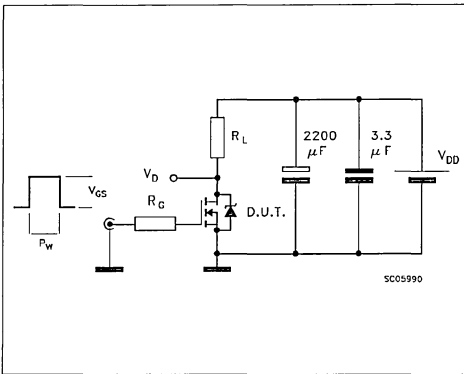 2200
μF
3.3
μF
V_DD
R_L
V_D
V_GS
R_G
D.U.T.
P_W
SC05990